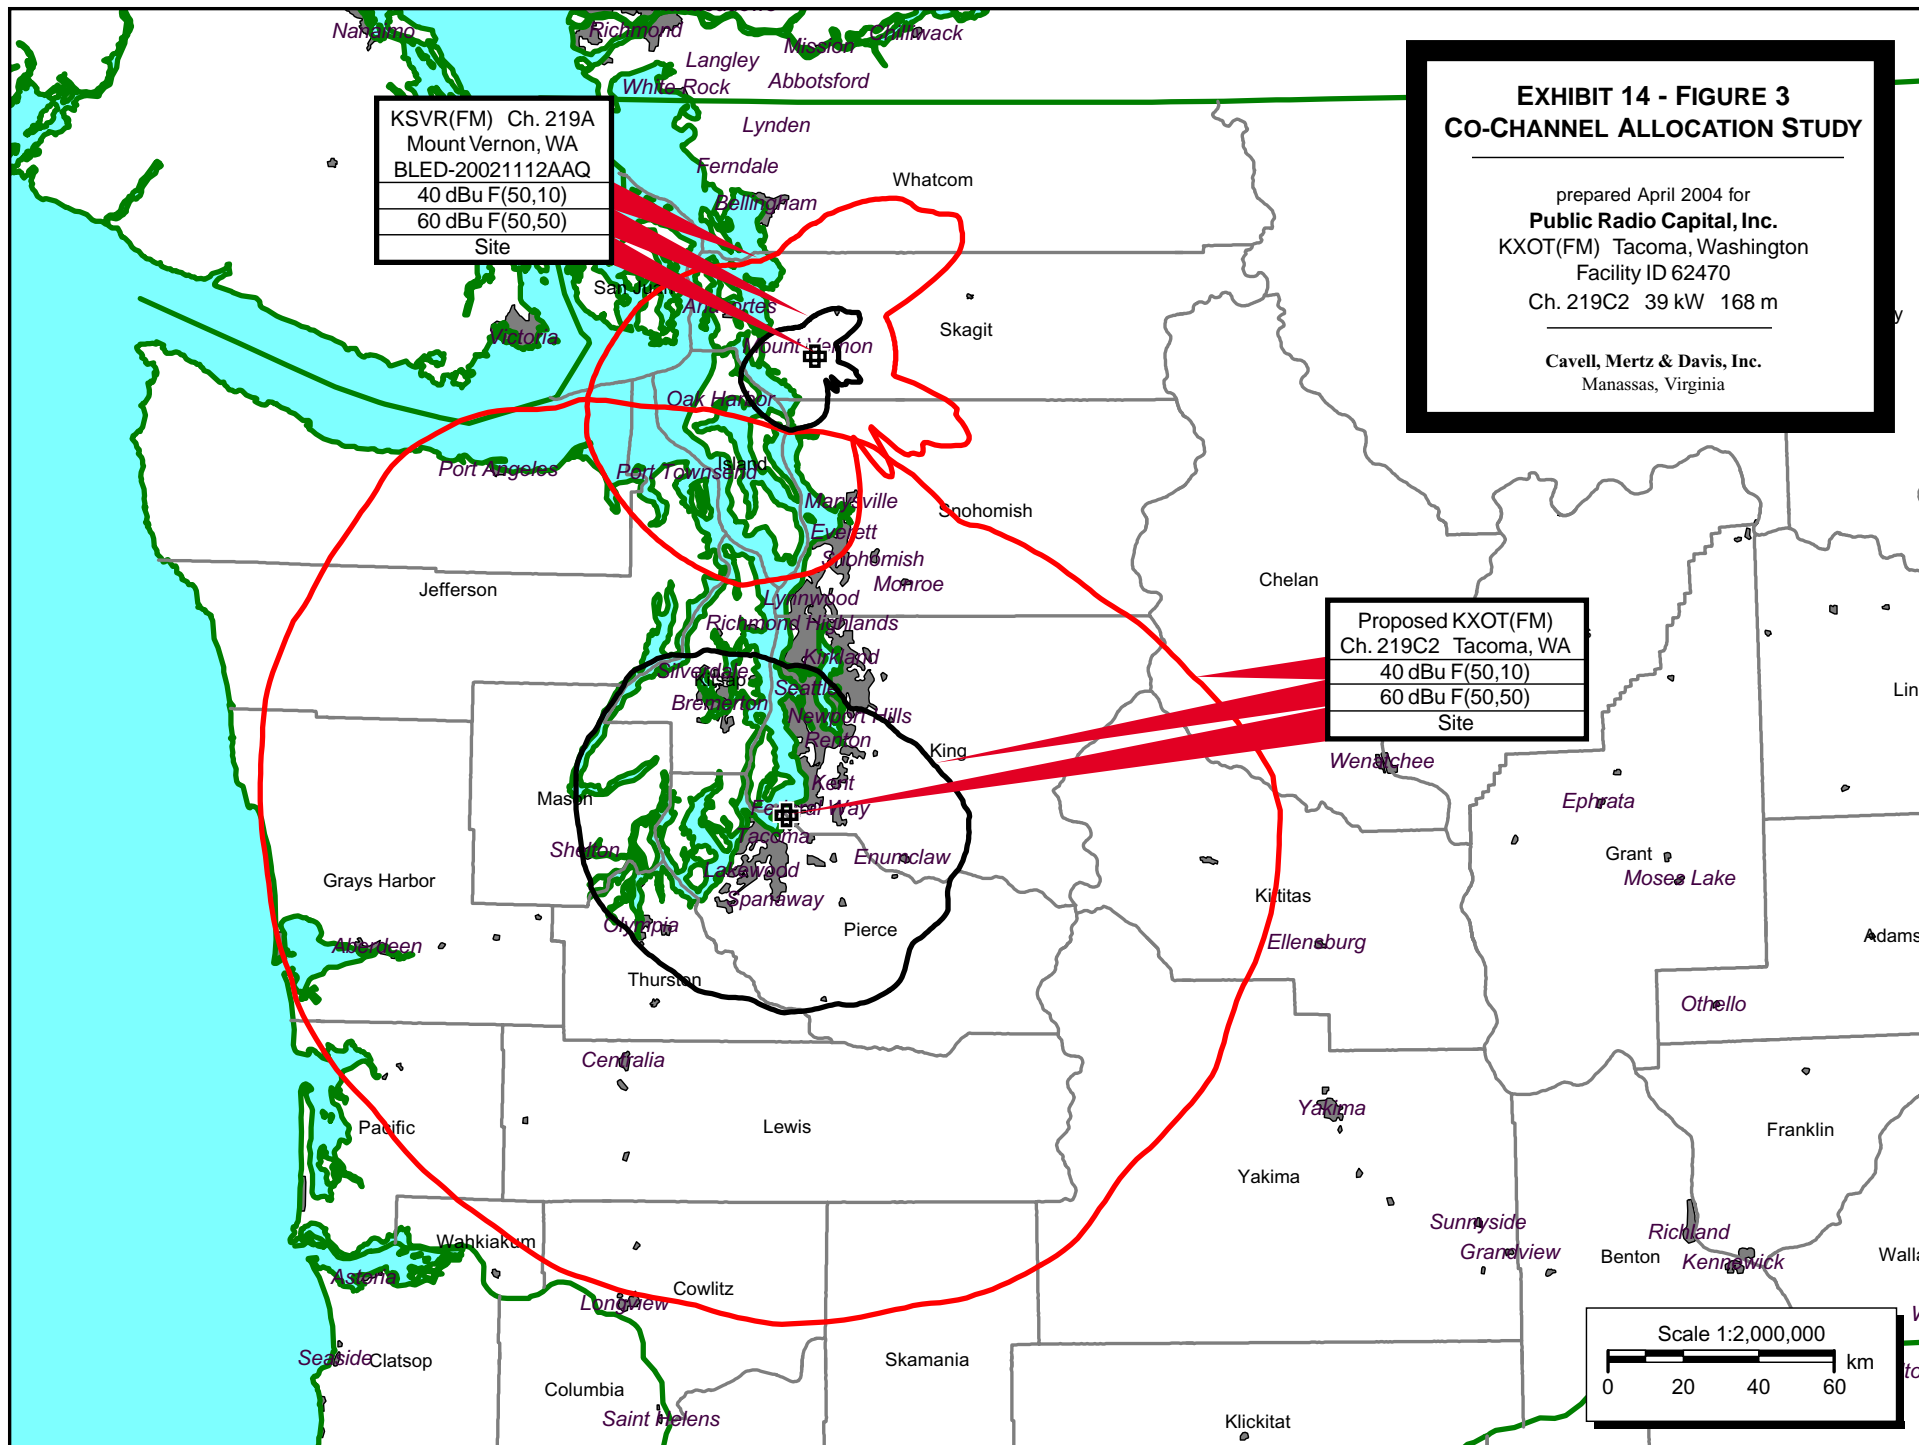 Nanaimo
Richmond
Langley
Mission
Chilliwack
White Rock
Abbotsford
Lynden
Ferndale
Bellingham
Whatcom
KSVR(FM) Ch. 219A
Mount Vernon, WA
BLED-20021112AAQ
40 dBu F(50,10)
60 dBu F(50,50)
Site
EXHIBIT 14 - FIGURE 3
CO-CHANNEL ALLOCATION STUDY
prepared April 2004 for
Public Radio Capital, Inc.
KXOT(FM) Tacoma, Washington
Facility ID 62470
Ch. 219C2 39 kW 168 m
Cavell, Mertz & Davis, Inc.
Manassas, Virginia
San Juan
Anacortes
Victoria
Mount Vernon
Skagit
Oak Harbor
Port Angeles
Port Townsend
Island
Marysville
Snohomish
Everett
Snohomish
Monroe
Jefferson
Lynnwood
Chelan
Richmond Highlands
Kirkland
Silverdale
Kitsap
Seattle
Bremerton
Newport Hills
Renton
King
Proposed KXOT(FM)
Ch. 219C2 Tacoma, WA
40 dBu F(50,10)
60 dBu F(50,50)
Site
Lin
Wenatchee
Kent
Mason
Federal Way
Ephrata
Tacoma
Shelton
Enumclaw
Lakewood
Grant
Moses Lake
Grays Harbor
Spanaway
Kittitas
Olympia
Pierce
Aberdeen
Ellensburg
Adams
Thurston
Othello
Centralia
Yakima
Pacific
Lewis
Franklin
Yakima
Sunnyside
Richland
Wahkiakum
Grandview
Benton
Kennewick
Walla
Astoria
Cowlitz
Longview
Seaside
Clatsop
Skamania
Columbia
Saint Helens
Klickitat
Scale 1:2,000,000
km
0 20 40 60